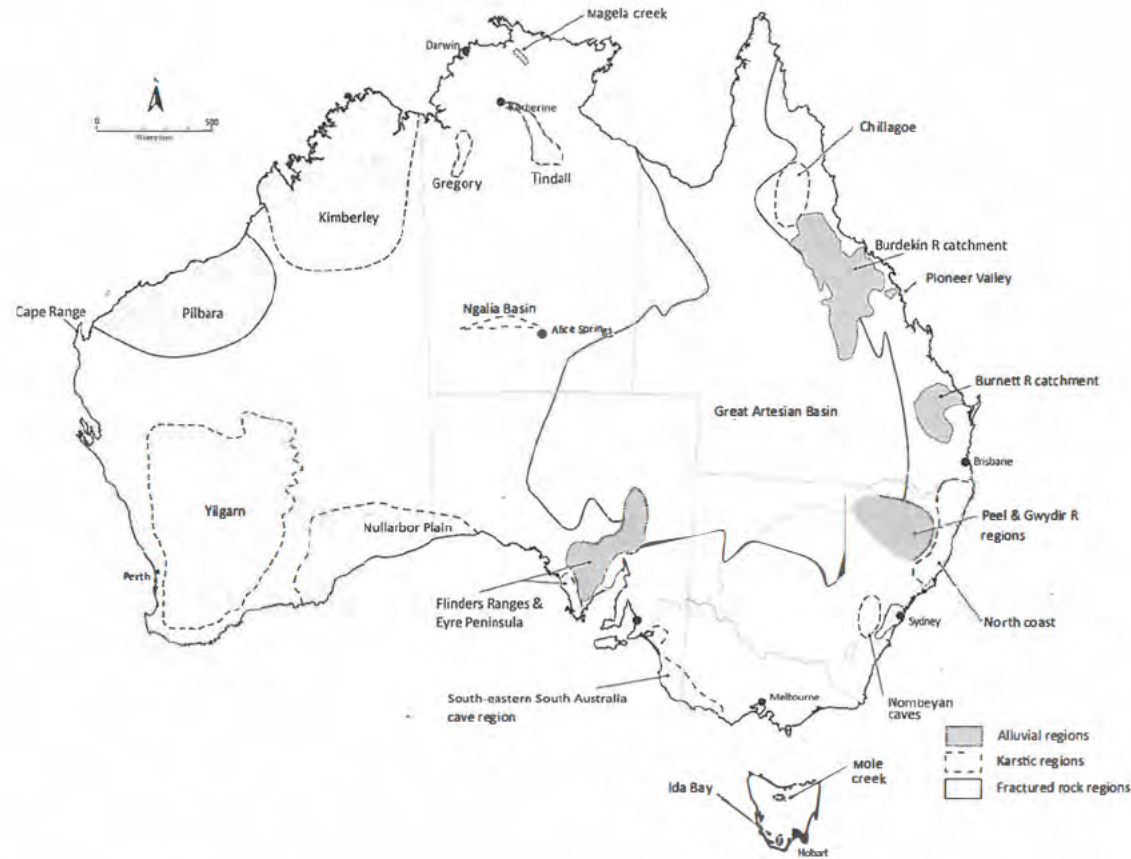 Magela creek
Darwin
Katherine
N
0 500
Kilometers
Chillagoe
Gregory
Tindall
Kimberley
Burdekin R catchment
Pioneer Valley
Ngalia Basin
Cape Range
Pilbara
Alice Springs
Burnett R catchment
Great Artesian Basin
Brisbane
Yilgarn
Nullarbor Plain
Peel & Gwydir R
regions
Perth
Flinders Ranges &
Eyre Peninsula
Sydney
North coast
South-eastern South Australia
cave region
Melbourne
Nombeyan
caves
Alluvial regions
Karstic regions
Fractured rock regions
Mole
creek
Ida Bay
Hobart